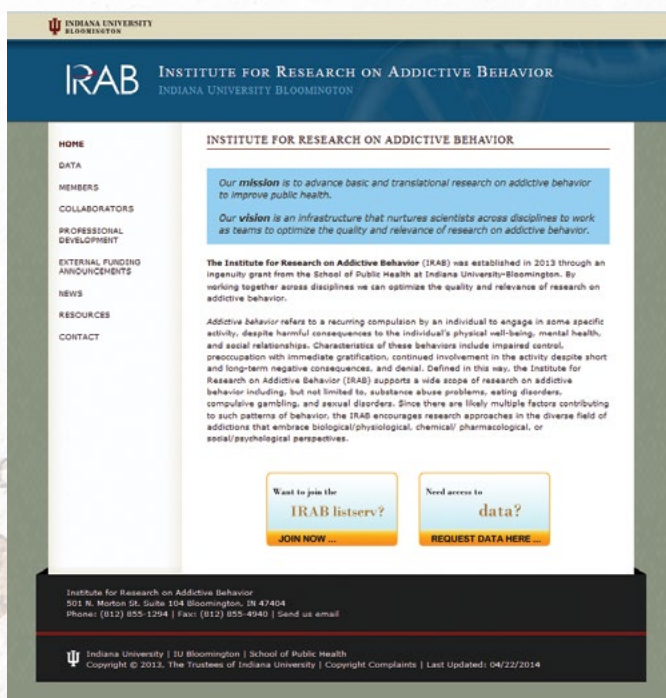 INDIANA UNIVERSITY
BLOOMINGTON
IRAB
INSTITUTE FOR RESEARCH ON ADDICTIVE BEHAVIOR
INDIANA UNIVERSITY BLOOMINGTON
HOME
DATA
MEMBERS
COLLABORATORS
PROFESSIONAL
DEVELOPMENT
EXTERNAL FUNDING
ANNOUNCEMENTS
NEWS
RESOURCES
CONTACT
INSTITUTE FOR RESEARCH ON ADDICTIVE BEHAVIOR
Our mission is to advance basic and translational research on addictive behavior
to improve public health.
Our vision is an infrastructure that nurtures scientists across disciplines to work
as teams to optimize the quality and relevance of research on addictive behavior.
The Institute for Research on Addictive Behavior (IRAB) was established in 2013 through an
ingenuity grant from the School of Public Health at Indiana University-Bloomington. By
working together across disciplines we can optimize the quality and relevance of research on
addictive behavior.
Addictive behavior refers to a recurring compulsion by an individual to engage in some specific
activity, despite harmful consequences to the individual's physical well-being, mental health,
and social relationships. Characteristics of these behaviors include impaired control,
preoccupation with immediate gratification, continued involvement in the activity despite short
and long-term negative consequences, and denial. Defined in this way, the Institute for
Research on Addictive Behavior (IRAB) supports a wide scope of research on addictive
behavior including, but not limited to, substance abuse problems, eating disorders,
compulsive gambling, and sexual disorders. Since there are likely multiple factors contributing
to such patterns of behavior, the IRAB encourages research approaches in the diverse field of
addictions that embrace biological/physiological, chemical/ pharmacological, or
social/psychological perspectives.
Want to join the
IRAB listserv?
JOIN NOW ...
Need access to
data?
REQUEST DATA HERE ...
Institute for Research on Addictive Behavior
501 N. Morton St. Suite 104 Bloomington, IN 47404
Phone: (812) 855-1294 | Fax: (812) 855-4940 | Send us email
Indiana University | IU Bloomington | School of Public Health
Copyright © 2013, The Trustees of Indiana University | Copyright Complaints | Last Updated: 04/22/2014